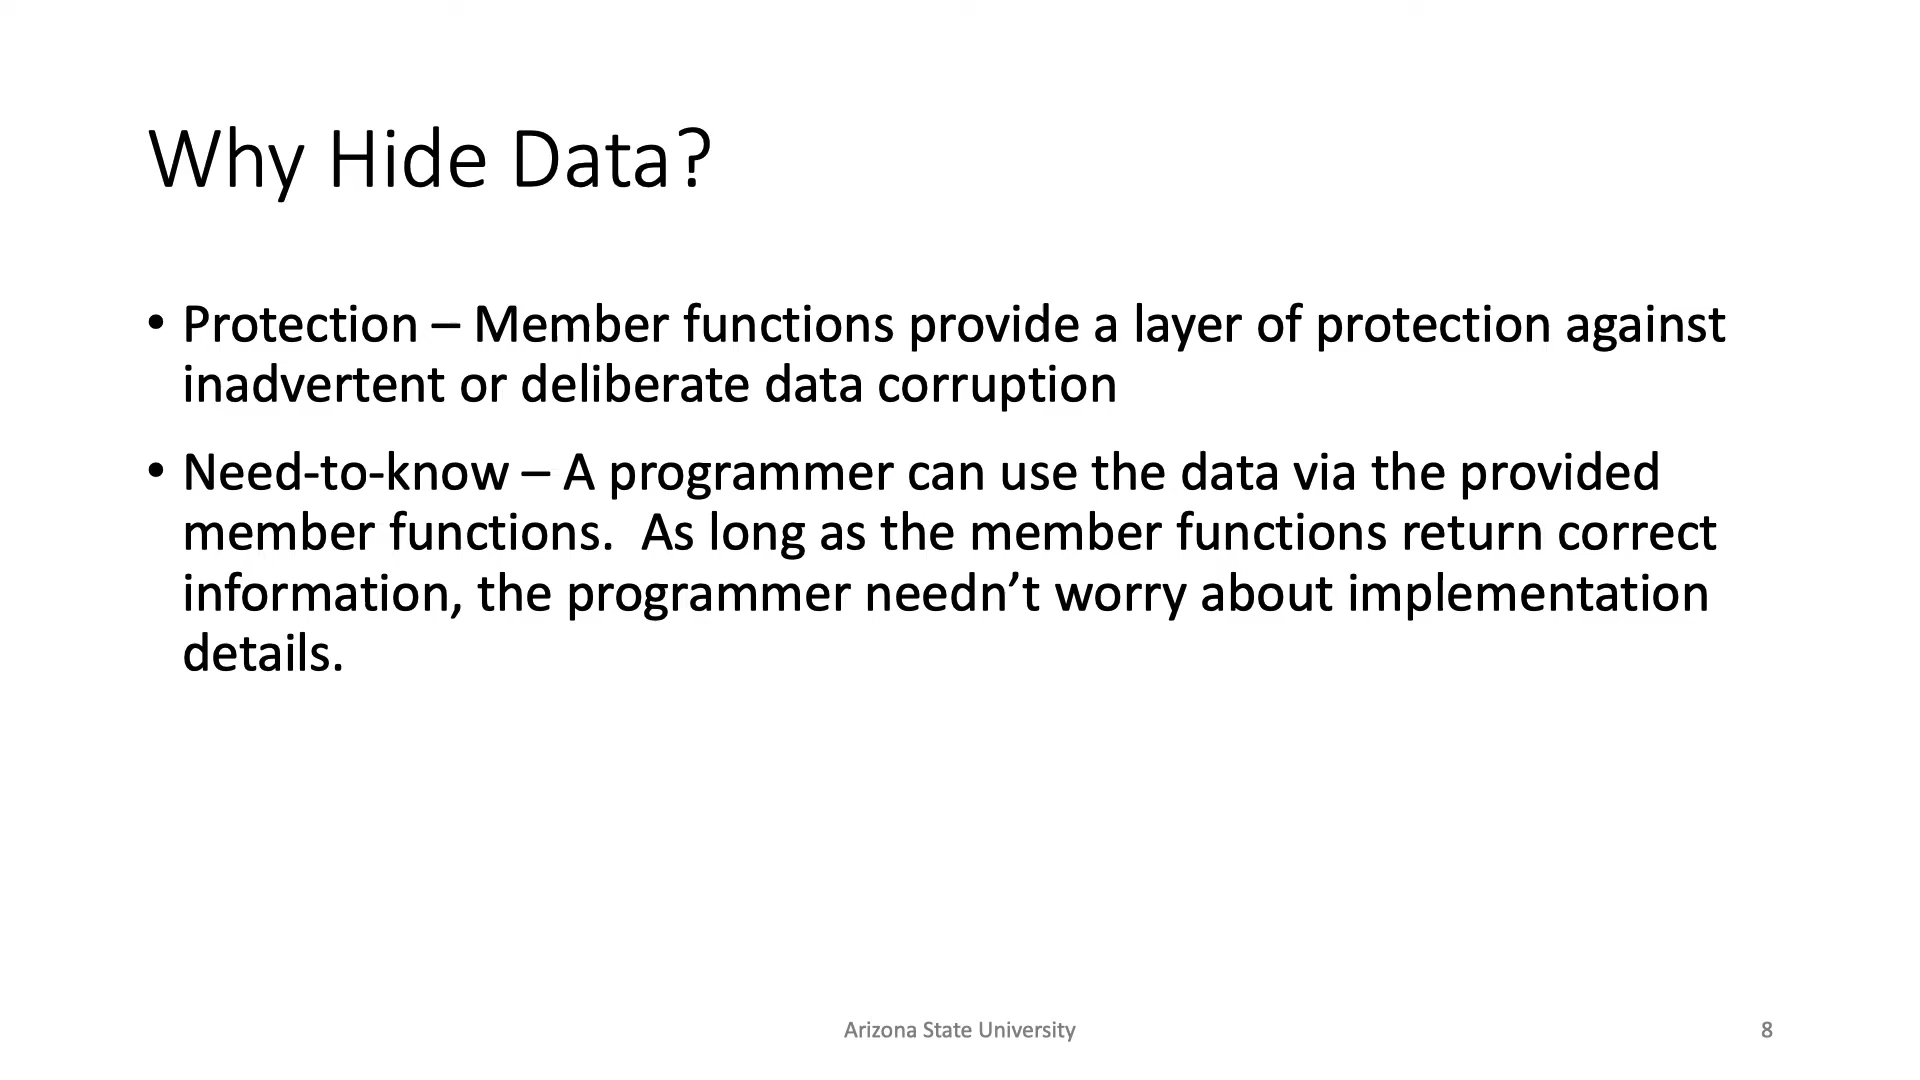 Why Hide Data?
• Protection – Member functions provide a layer of protection against
inadvertent or deliberate data corruption
• Need-to-know – A programmer can use the data via the provided
member functions.  As long as the member functions return correct
information, the programmer needn’t worry about implementation
details.
Arizona State University
8